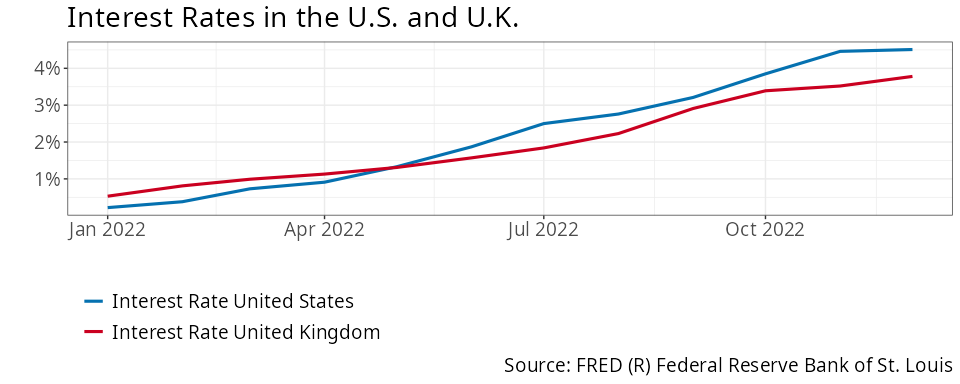 Interest Rates in the U.S. and U.K.
4%
3%
2%
1%
Jan 2022 Apr 2022 Jul 2022 Oct 2022
Interest Rate United States
Interest Rate United Kingdom
Source: FRED (R) Federal Reserve Bank of St. Louis